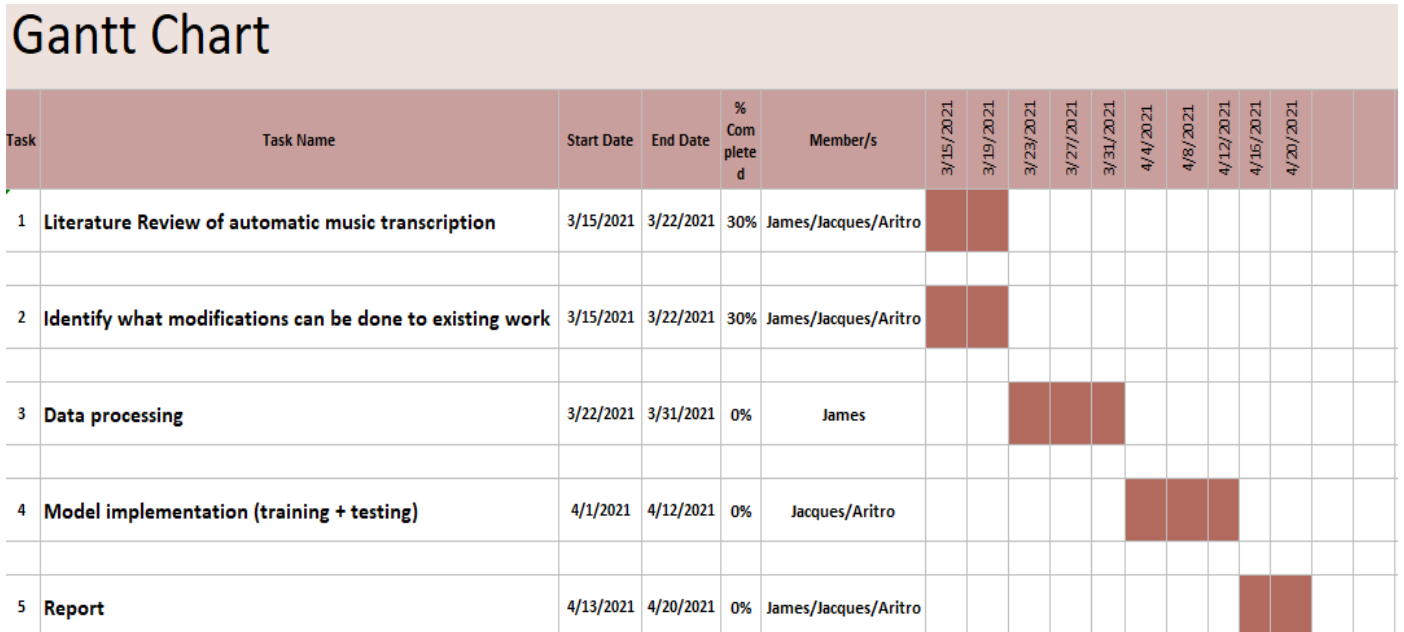 Gantt Chart
Task Task Name Start Date End Date % Com plete d Member/s 3/15/2021 3/19/2021 3/23/2021 3/27/2021 3/31/2021 4/4/2021 4/8/2021 4/12/2021 4/16/2021 4/20/2021
1 Literature Review of automatic music transcription 3/15/2021 3/22/2021 30% James/Jacques/Aritro
2 Identify what modifications can be done to existing work 3/15/2021 3/22/2021 30% James/Jacques/Aritro
3 Data processing 3/22/2021 3/31/2021 0% James
4 Model implementation (training + testing) 4/1/2021 4/12/2021 0% Jacques/Aritro
5 Report 4/13/2021 4/20/2021 0% James/Jacques/Aritro